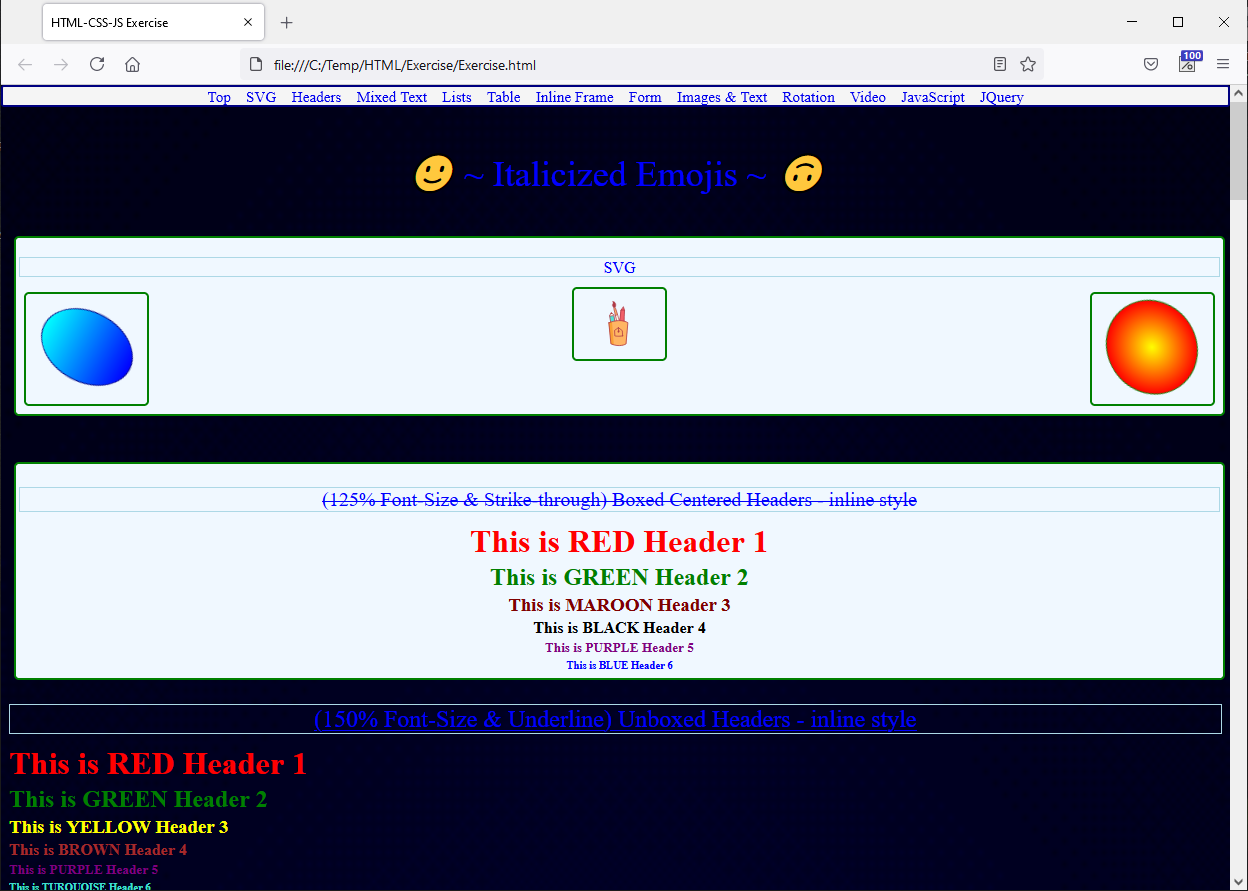 HTML-CSS-JS Exercise
file:///C:/Temp/HTML/Exercise/Exercise.html
100
Top SVG Headers Mixed Text Lists Table Inline Frame Form Images & Text Rotation Video JavaScript JQuery
🙂 ~ Italicized Emojis ~ 🙃
SVG
(125% Font-Size & Strike-through) Boxed Centered Headers - inline style
This is RED Header 1
This is GREEN Header 2
This is MAROON Header 3
This is BLACK Header 4
This is PURPLE Header 5
This is BLUE Header 6
(150% Font-Size & Underline) Unboxed Headers - inline style
This is RED Header 1
This is GREEN Header 2
This is YELLOW Header 3
This is BROWN Header 4
This is PURPLE Header 5
This is TURQUOISE Header 6